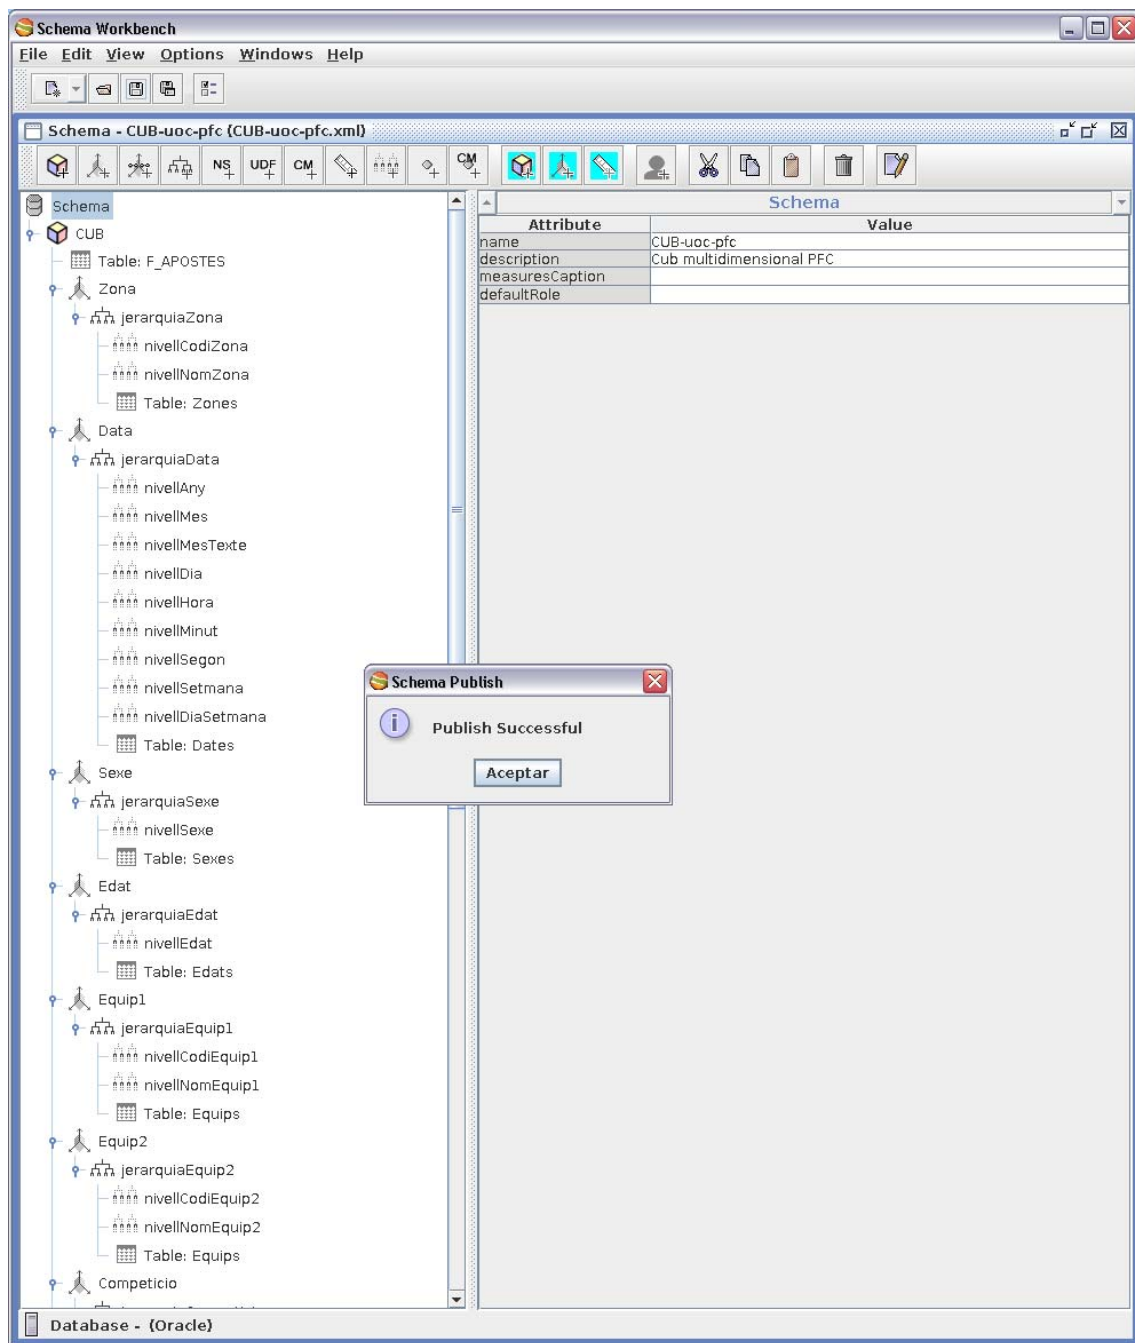 Schema Workbench
File Edit View Options Windows Help
Schema - CUB-uoc-pfc (CUB-uoc-pfc.xml)
NS UDF CM CM
Schema
CUB
Table: F_APOSTES
Zona
jerarquiaZona
nivellCodiZona
nivellNomZona
Table: Zones
Data
jerarquiaData
nivellAny
nivellMes
nivellMesTexte
nivellDia
nivellHora
nivellMinut
nivellSegon
nivellSetmana
nivellDiaSetmana
Table: Dates
Sexe
jerarquiaSexe
nivellSexe
Table: Sexes
Edat
jerarquiaEdat
nivellEdat
Table: Edats
Equip1
jerarquiaEquip1
nivellCodiEquip1
nivellNomEquip1
Table: Equips
Equip2
jerarquiaEquip2
nivellCodiEquip2
nivellNomEquip2
Table: Equips
Competicio
Schema
Attribute Value
name CUB-uoc-pfc
description Cub multidimensional PFC
measuresCaption
defaultRole
Schema Publish
Publish Successful
Aceptar
Database - (Oracle)